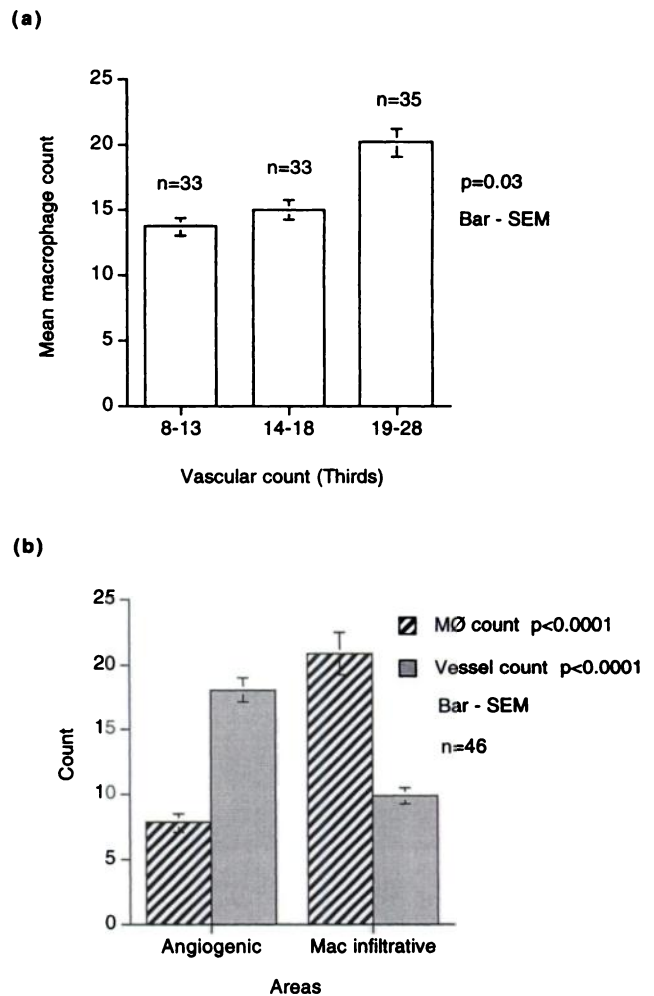 (a)
25
20
15
10
5
0
Mean macrophage count
n=33
n=33
n=35
p=0.03
Bar - SEM
8-13
14-18
19-28
Vascular count (Thirds)
(b)
25
20
15
10
5
0
Count
MØ count p<0.0001
Vessel count p<0.0001
Bar - SEM
n=46
Angiogenic
Mac infiltrative
Areas